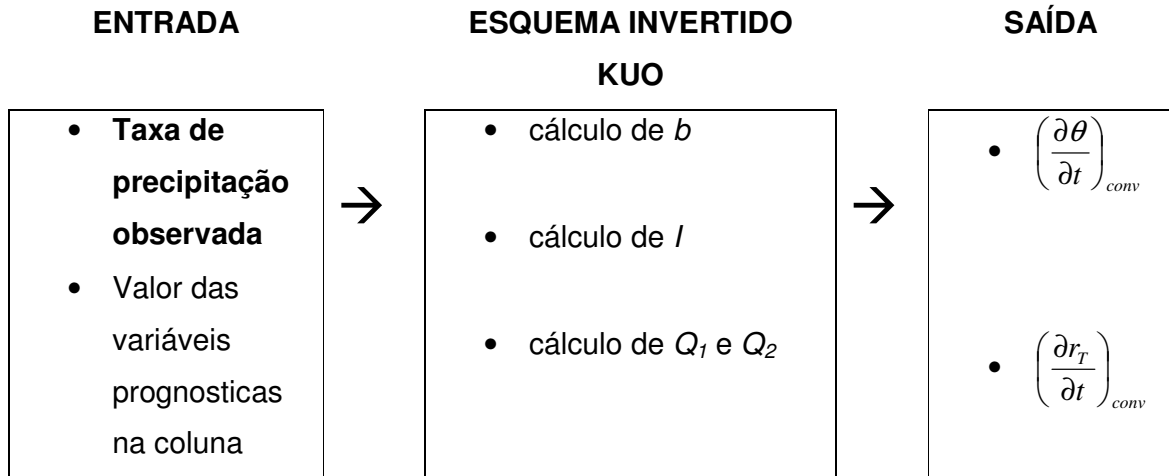 ENTRADA
ESQUEMA INVERTIDO
KUO
SAÍDA
• Taxa de
precipitação
observada
• Valor das
variáveis
prognosticas
na coluna
→
• cálculo de b
• cálculo de I
• cálculo de Q₁ e Q₂
→
• (∂θ/∂t)conv
• (∂r_T/∂t)conv